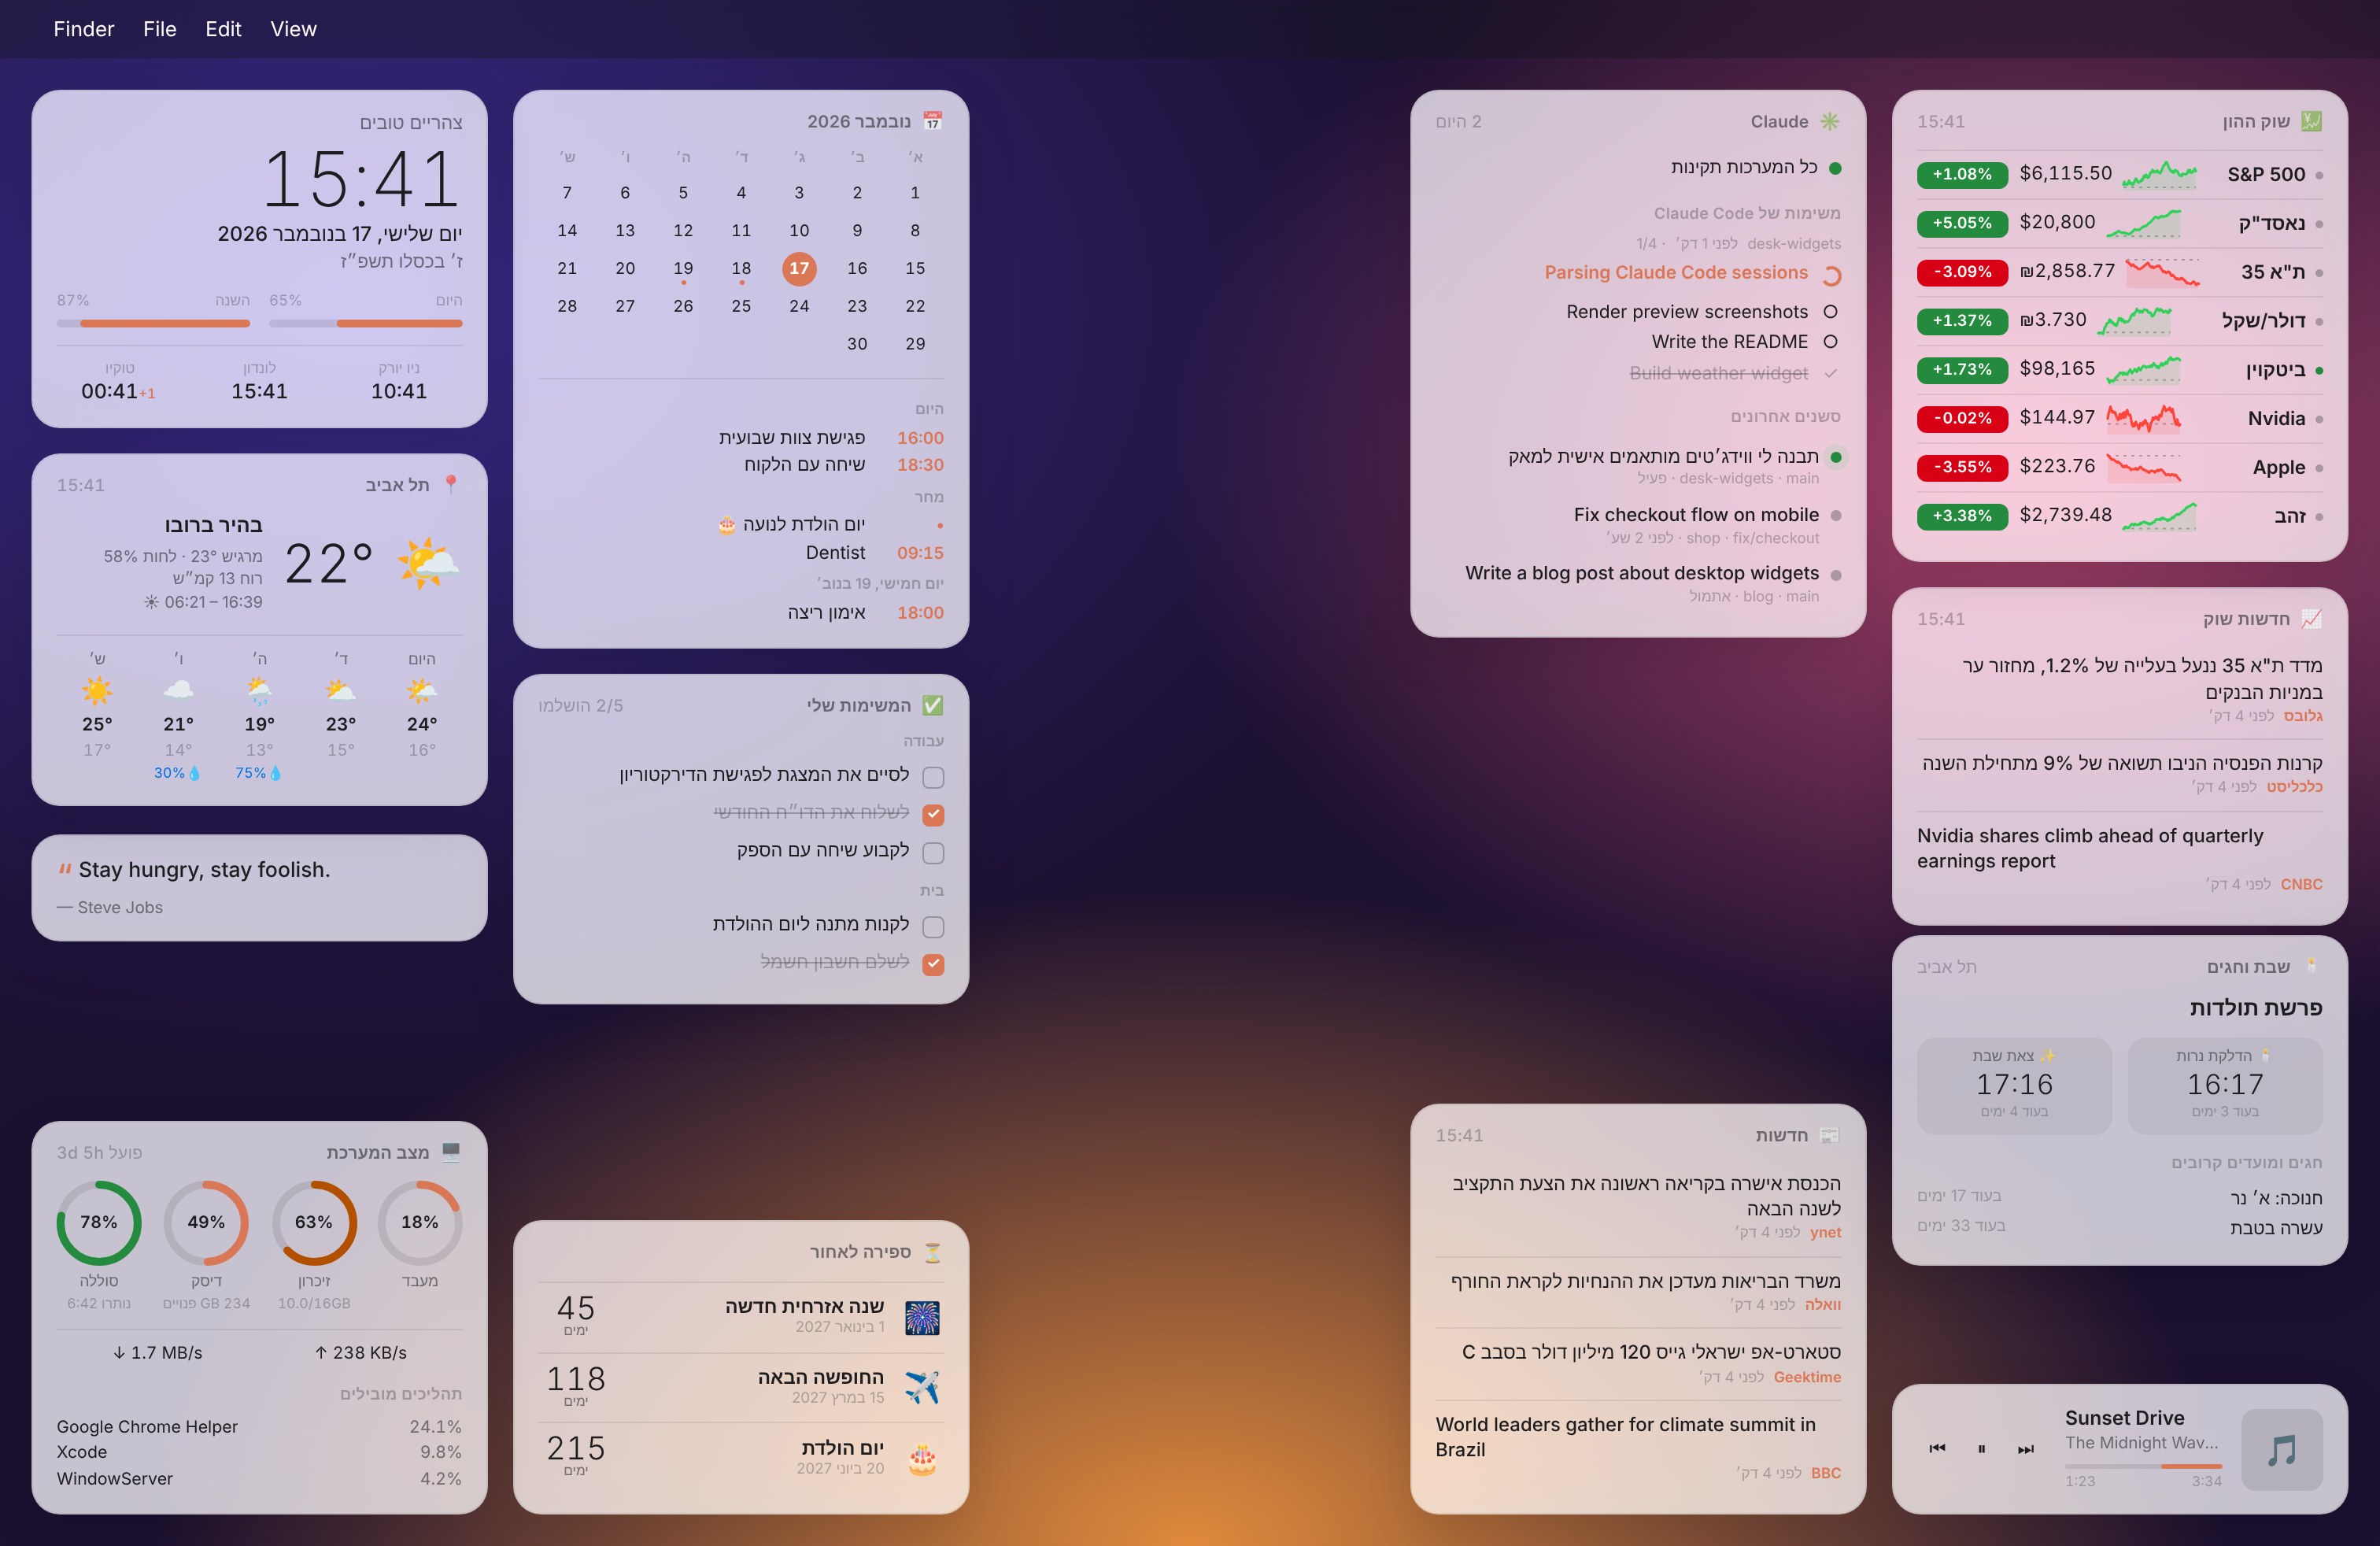 Finder File Edit View
צהריים טובים
15:41
יום שלישי, 17 בנובמבר 2026
ז׳ בכסלו תשפ״ז
היום 65% השנה 87%
ניו יורק לונדון טוקיו
10:41 15:41 00:41+1
תל אביב 15:41
22°
בהיר ברובו
מרגיש 23° · לחות 58%
רוח 13 קמ״ש
☀ 06:21 – 16:39
היום ד׳ ה׳ ו׳ ש׳
24° 23° 19° 21° 25°
16° 15° 13° 14° 17°
75% 30%
" Stay hungry, stay foolish.
— Steve Jobs
מצב המערכת פועל 3d 5h
18% 63% 49% 78%
מעבד זיכרון דיסק סוללה
10.0/16GB 234 GB פנויים נותרו 6:42
↑ 238 KB/s ↓ 1.7 MB/s
תהליכים מובילים
Google Chrome Helper 24.1%
Xcode 9.8%
WindowServer 4.2%
נובמבר 2026
א׳ ב׳ ג׳ ד׳ ה׳ ו׳ ש׳
1 2 3 4 5 6 7
8 9 10 11 12 13 14
15 16 17 18 19 20 21
22 23 24 25 26 27 28
29 30
היום
16:00 פגישת צוות שבועית
18:30 שיחה עם הלקוח
מחר
• יום הולדת לנועה 🎂
09:15 Dentist
יום חמישי, 19 בנוב׳
18:00 אימון ריצה
המשימות שלי 2/5 הושלמו
עבודה
לסיים את המצגת לפגישת הדירקטוריון
לשלוח את הדו״ח החודשי
לקבוע שיחה עם הספק
בית
לקנות מתנה ליום ההולדת
לשלם חשבון חשמל
ספירה לאחור
שנה אזרחית חדשה 45
1 בינואר 2027 ימים
החופשה הבאה 118
15 במרץ 2027 ימים
יום הולדת 215
20 ביוני 2027 ימים
Claude 2 היום
כל המערכות תקינות
משימות של Claude Code
desk-widgets לפני 1 דק׳ · 1/4
Parsing Claude Code sessions
Render preview screenshots
Write the README
Build weather widget
סשנים אחרונים
תבנה לי ווידג׳טים מותאמים אישית למאק
desk-widgets · main · פעיל
Fix checkout flow on mobile
shop · fix/checkout · לפני 2 שע׳
Write a blog post about desktop widgets
blog · main · אתמול
חדשות 15:41
הכנסת אישרה בקריאה ראשונה את הצעת התקציב
לשנה הבאה
ynet לפני 4 דק׳
משרד הבריאות מעדכן את ההנחיות לקראת החורף
וואלה לפני 4 דק׳
סטארט-אפ ישראלי גייס 120 מיליון דולר בסבב C
Geektime לפני 4 דק׳
World leaders gather for climate summit in
Brazil
BBC לפני 4 דק׳
שוק ההון 15:41
S&P 500 $6,115.50 +1.08%
נאסד"ק $20,800 +5.05%
ת"א 35 ₪2,858.77 -3.09%
דולר/שקל ₪3.730 +1.37%
ביטקוין $98,165 +1.73%
Nvidia $144.97 -0.02%
Apple $223.76 -3.55%
זהב $2,739.48 +3.38%
חדשות שוק 15:41
מדד ת"א 35 ננעל בעלייה של 1.2%, מחזור ער
במניות הבנקים
גלובס לפני 4 דק׳
קרנות הפנסיה הניבו תשואה של 9% מתחילת השנה
כלכליסט לפני 4 דק׳
Nvidia shares climb ahead of quarterly
earnings report
CNBC לפני 4 דק׳
שבת וחגים תל אביב
פרשת תולדות
הדלקת נרות צאת שבת
16:17 17:16
בעוד 3 ימים בעוד 4 ימים
חגים ומועדים קרובים
חנוכה: א׳ נר בעוד 17 ימים
עשרה בטבת בעוד 33 ימים
Sunset Drive
The Midnight Wav…
1:23 3:34